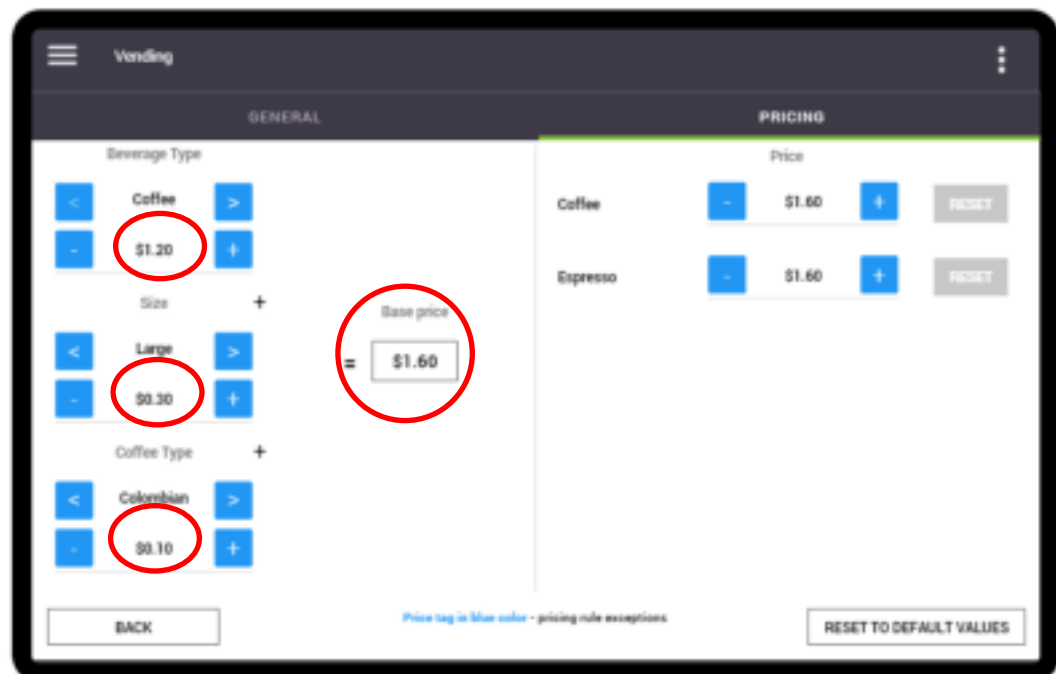 Vending
GENERAL
PRICING
Beverage Type
< Coffee >
- $1.20 +
Size +
< Large >
- $0.30 +
Coffee Type +
< Colombian >
- $0.10 +
Base price
= $1.60
Price
Coffee - $1.60 + RESET
Espresso - $1.60 + RESET
BACK
Price tag in blue color - pricing rule exceptions
RESET TO DEFAULT VALUES